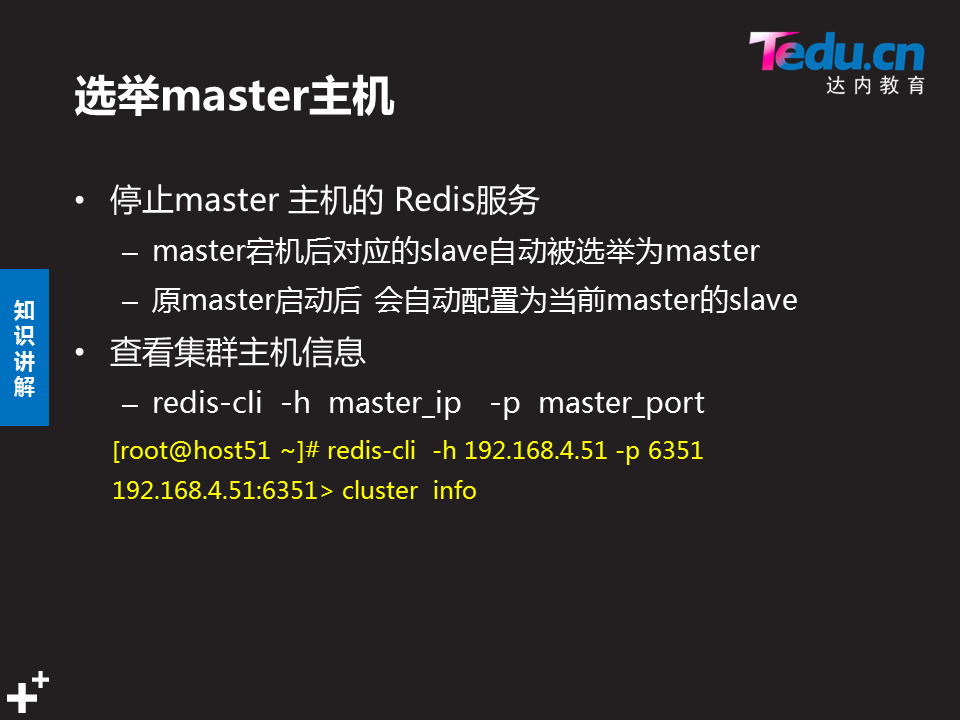 Tedu.cn
达内教育
选举master主机
• 停止master 主机的 Redis服务
– master宕机后对应的slave自动被选举为master
– 原master启动后 会自动配置为当前master的slave
知识讲解
• 查看集群主机信息
– redis-cli -h master_ip -p master_port
[root@host51 ~]# redis-cli -h 192.168.4.51 -p 6351
192.168.4.51:6351> cluster info